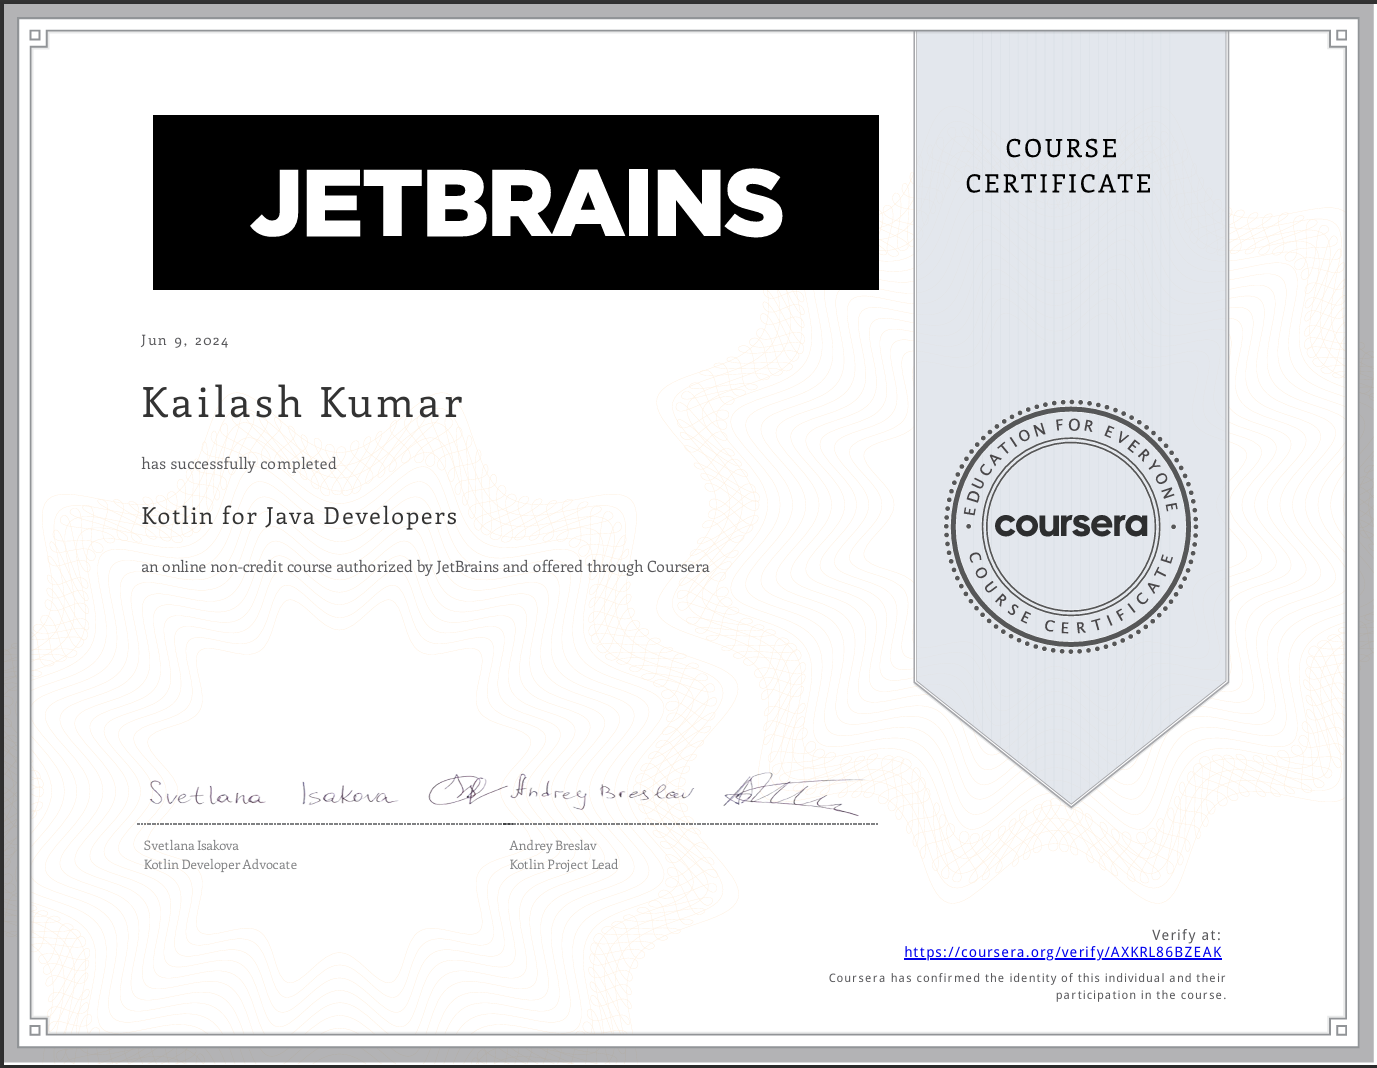 JETBRAINS
COURSE
CERTIFICATE
Jun 9, 2024
Kailash Kumar
has successfully completed
Kotlin for Java Developers
an online non-credit course authorized by JetBrains and offered through Coursera
EDUCATION FOR EVERYONE
coursera
COURSE CERTIFICATE
Svetlana Isakova Andrey Breslav
Svetlana Isakova
Kotlin Developer Advocate
Andrey Breslav
Kotlin Project Lead
Verify at:
https://coursera.org/verify/AXKRL86BZEAK
Coursera has confirmed the identity of this individual and their
participation in the course.